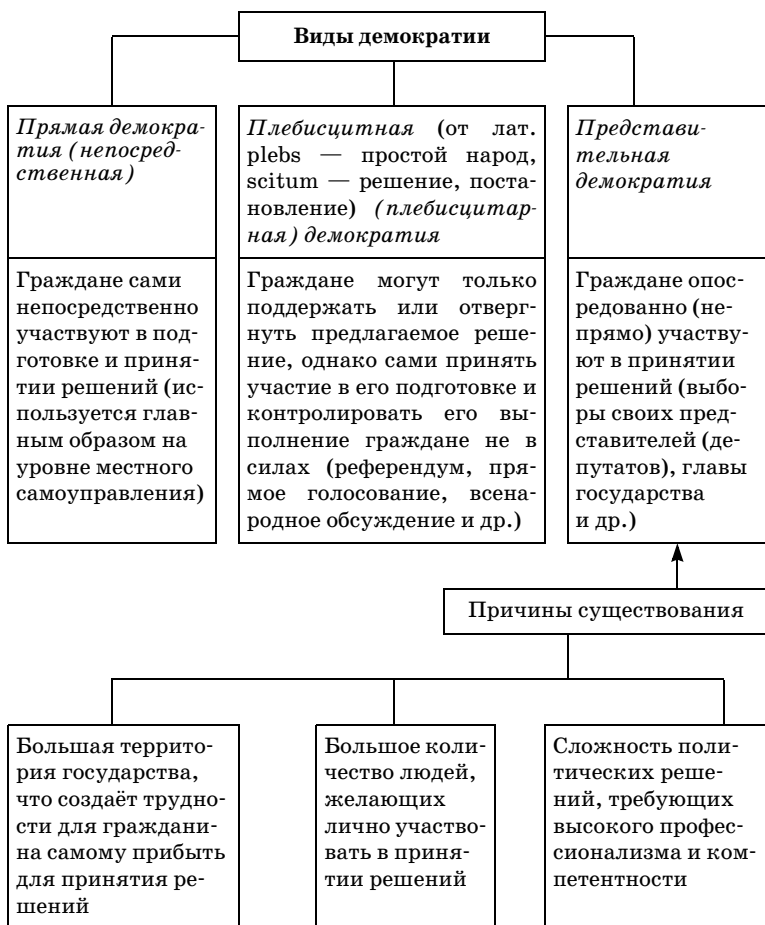 Виды демократии
Прямая демокра-
тия (непосред-
ственная)
Плебисцитная (от лат.
plebs — простой народ,
scitum — решение, поста-
новление) (плебисцитар-
ная) демократия
Представи-
тельная
демократия
Граждане сами
непосредственно
участвуют в под-
готовке и приня-
тии решений (ис-
пользуется глав-
ным образом на
уровне местного
самоуправления)
Граждане могут только
поддержать или отверг-
нуть предлагаемое реше-
ние, однако сами принять
участие в его подготовке и
контролировать его вы-
полнение граждане не в
силах (референдум, пря-
мое голосование, всена-
родное обсуждение и др.)
Граждане опос-
редованно (не-
прямо) участву-
ют в принятии
решений (выбо-
ры своих пред-
ставителей (де-
путатов), главы
государства
и др.)
Причины существования
Большая террито-
рия государства,
что создаёт трудно-
сти для граждани-
на самому прибыть
для принятия ре-
шений
Большое коли-
чество людей,
желающих
лично участво-
вать в приня-
тии решений
Сложность поли-
тических реше-
ний, требующих
высокого профес-
сионализма и ком-
петентности